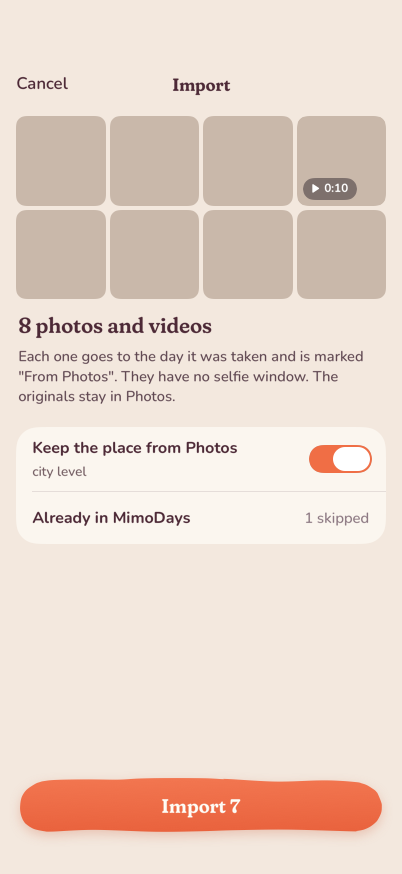 Cancel
Import
0:10
8 photos and videos
Each one goes to the day it was taken and is marked
"From Photos". They have no selfie window. The
originals stay in Photos.
Keep the place from Photos
city level
Already in MimoDays
1 skipped
Import 7